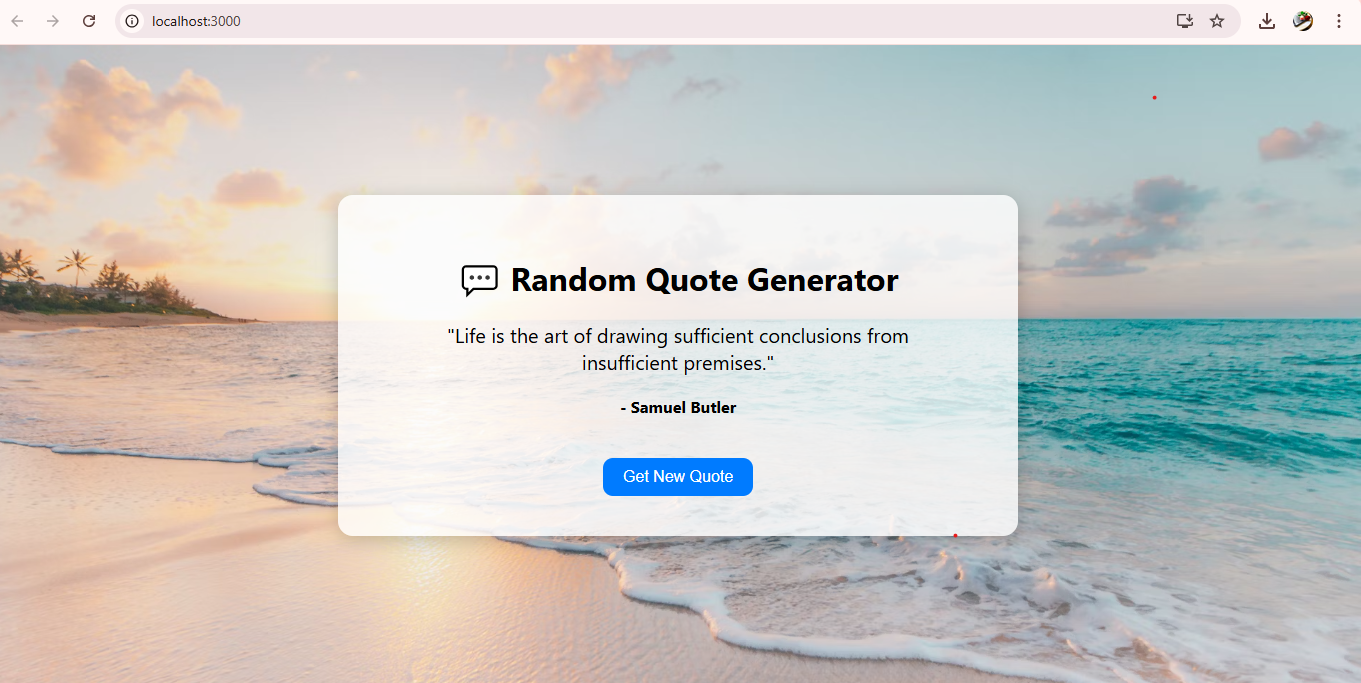 localhost:3000
Random Quote Generator
"Life is the art of drawing sufficient conclusions from
insufficient premises."
- Samuel Butler
Get New Quote